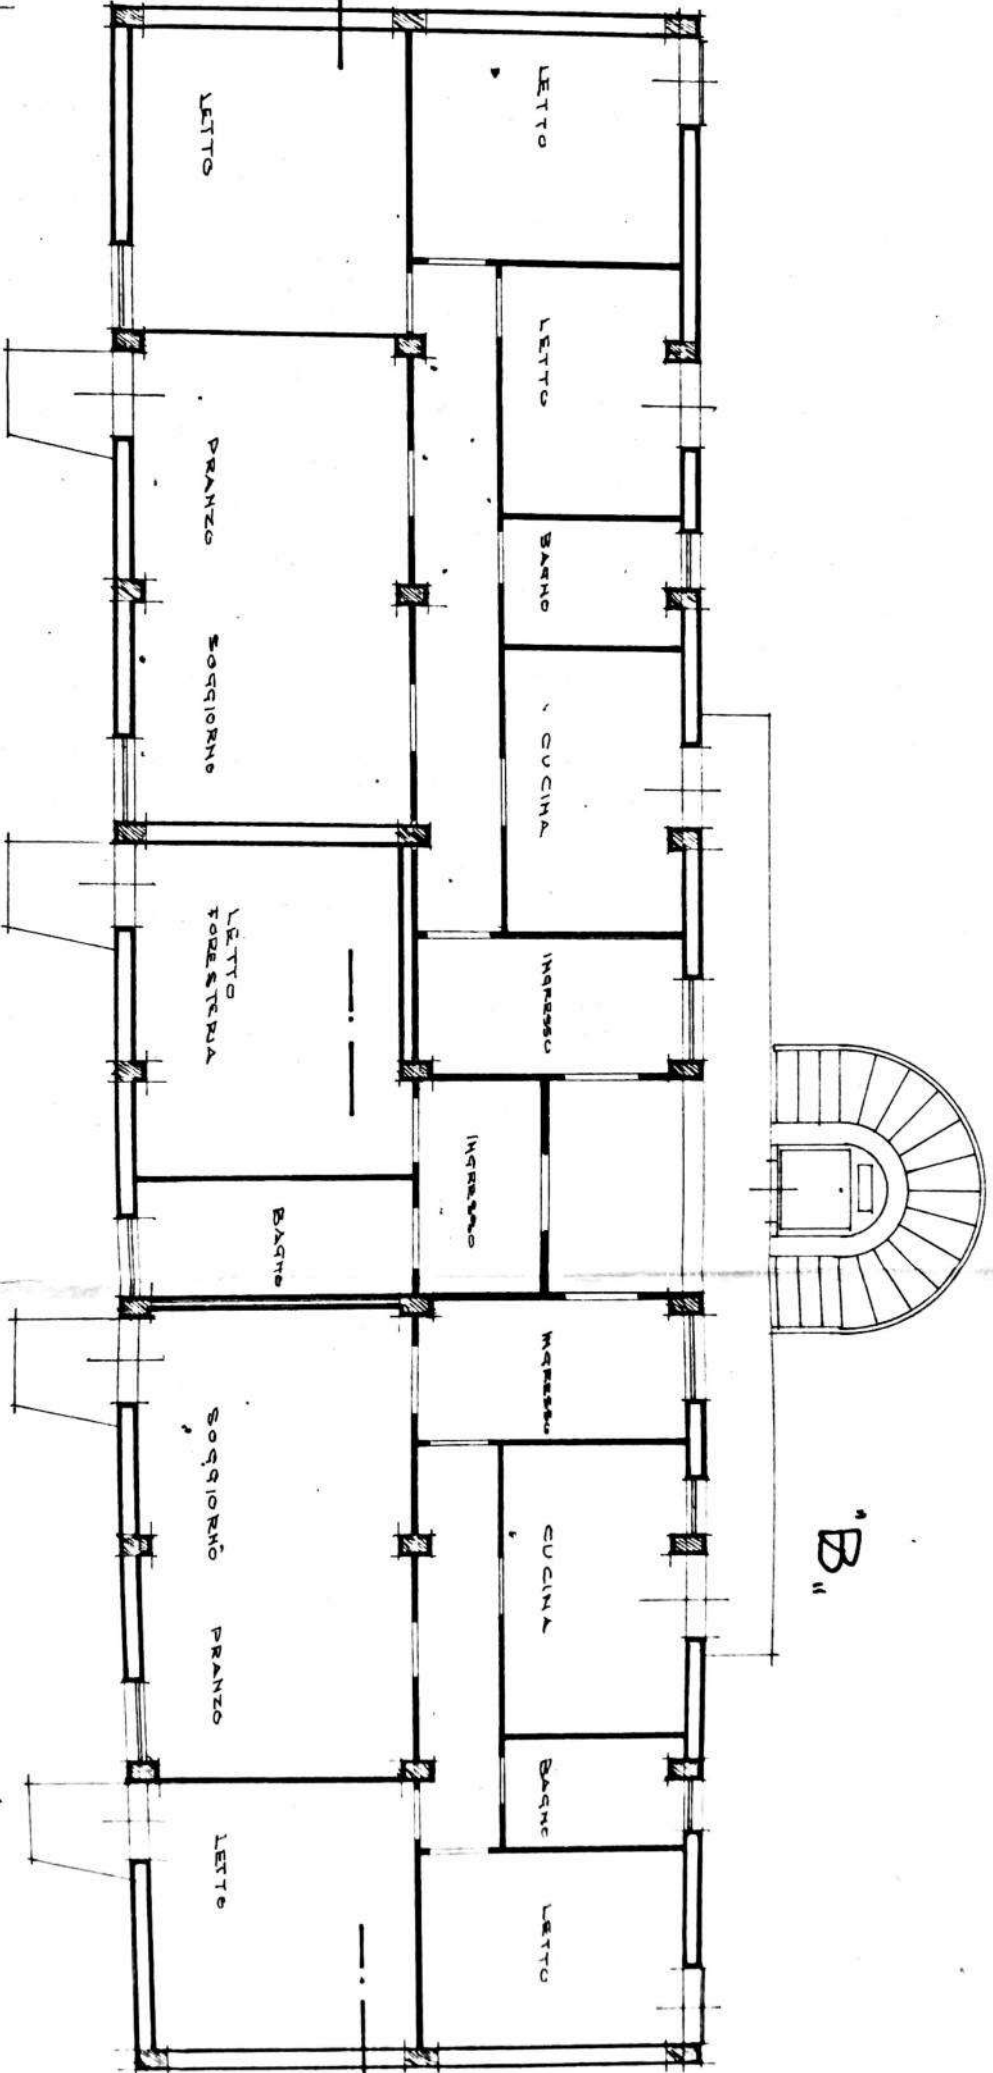 "B"
LETTO
LETTO
BAGNO
CUCINA
INGRESSO
INGRESSO
INGRESSO
CUCINA
BAGNO
LETTO
LETTO
PRANZO SOGGIORNO
LETTO
FORESTERIA
BAGNO
SOGGIORNO PRANZO
LETTO